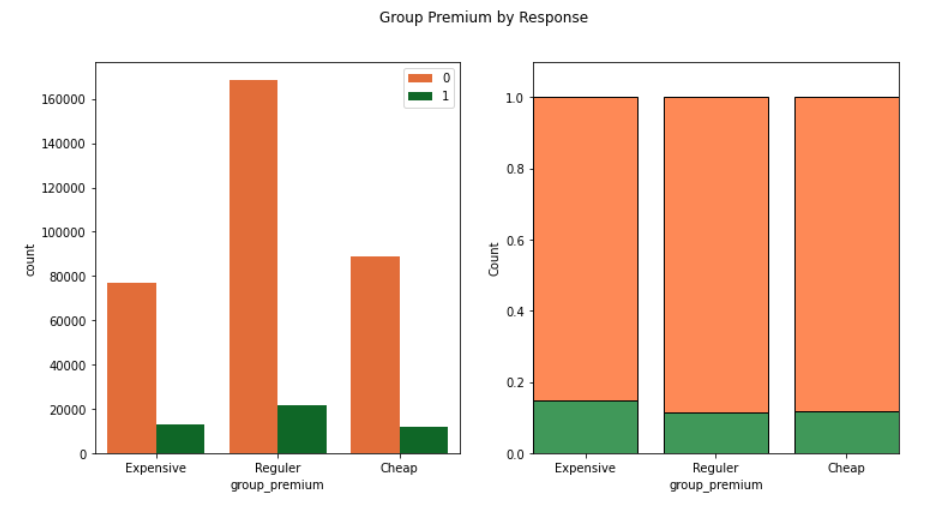 Group Premium by Response
160000
140000
120000
100000
80000
60000
40000
20000
0
count
0
1
Expensive Reguler Cheap
group_premium
1.0
0.8
0.6
0.4
0.2
0.0
Count
Expensive Reguler Cheap
group_premium